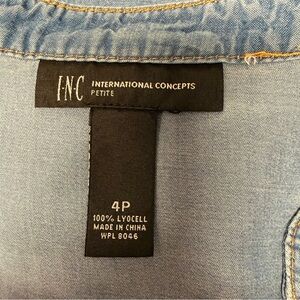 I·N·C INTERNATIONAL CONCEPTS
PETITE
4P
100% LYOCELL
MADE IN CHINA
WPL 8046